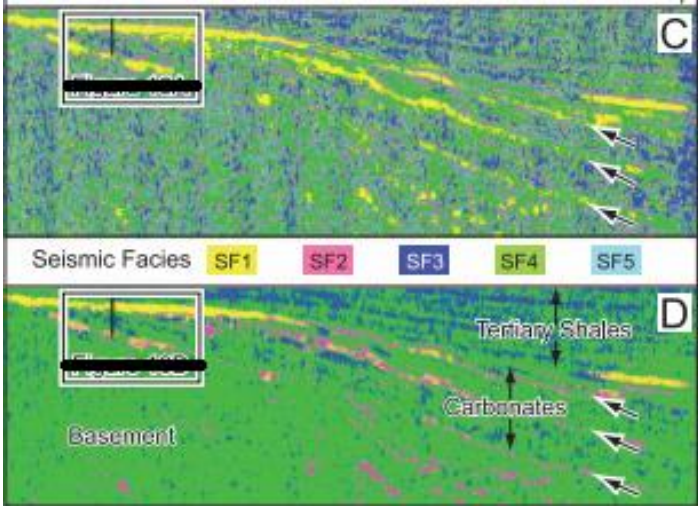 C
Seismic Facies SF1 SF2 SF3 SF4 SF5
D
Tertiary Shales
Carbonates
Basement